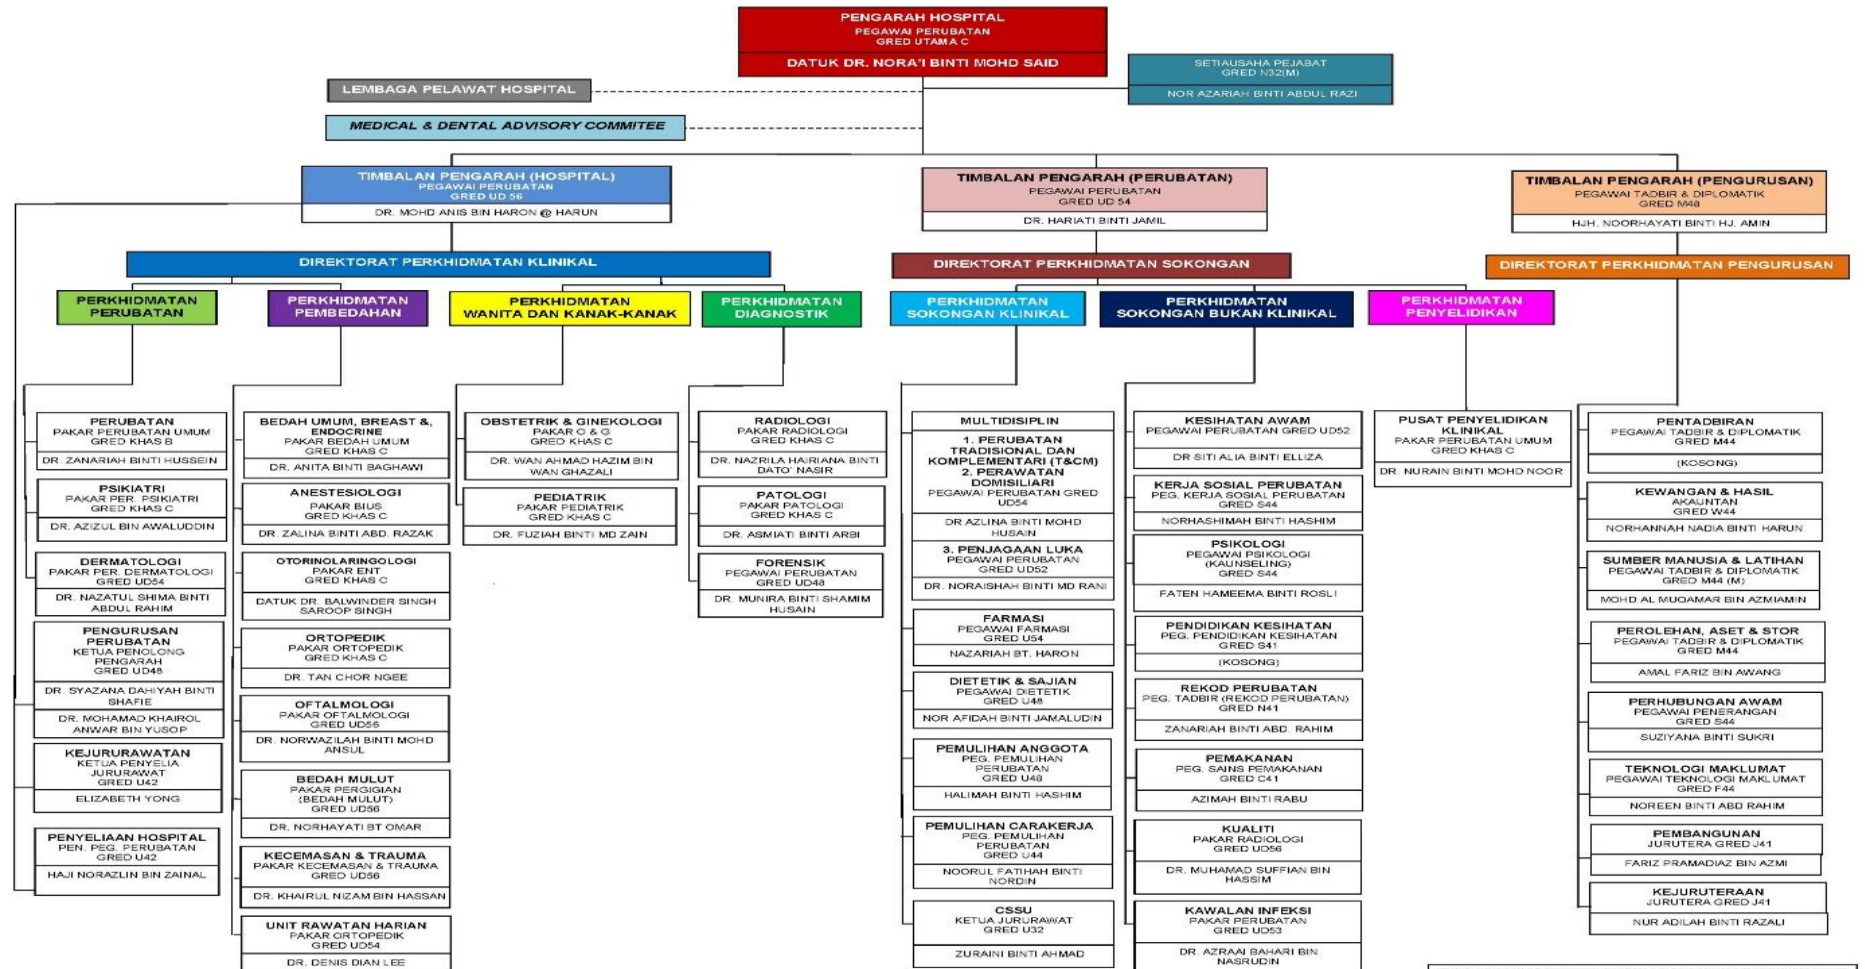 PENGARAH HOSPITAL
PEGAWAI PERUBATAN
GRED UTAMA C
DATUK DR. NORA'I BINTI MOHD SAID
SETIAUSAHA PEJABAT
GRED N32(M)
NOR AZARIAH BINTI ABDUL RAZI
LEMBAGA PELAWAT HOSPITAL
MEDICAL & DENTAL ADVISORY COMMITEE
TIMBALAN PENGARAH (HOSPITAL)
PEGAWAI PERUBATAN
GRED UD 56
DR. MOHD ANIS BIN HARON @ HARUN
TIMBALAN PENGARAH (PERUBATAN)
PEGAWAI PERUBATAN
GRED UD 54
DR. HARIATI BINTI JAMIL
TIMBALAN PENGARAH (PENGURUSAN)
PEGAWAI TADBIR & DIPLOMATIK
GRED M48
HJH. NOORHAYATI BINTI HJ. AMIN
DIREKTORAT PERKHIDMATAN KLINIKAL
DIREKTORAT PERKHIDMATAN SOKONGAN
DIREKTORAT PERKHIDMATAN PENGURUSAN
PERKHIDMATAN
PERUBATAN
PERKHIDMATAN
PEMBEDAHAN
PERKHIDMATAN
WANITA DAN KANAK-KANAK
PERKHIDMATAN
DIAGNOSTIK
PERKHIDMATAN
SOKONGAN KLINIKAL
PERKHIDMATAN
SOKONGAN BUKAN KLINIKAL
PERKHIDMATAN
PENYELIDIKAN
PERUBATAN
PAKAR PERUBATAN UMUM
GRED KHAS B
DR. ZANARIAH BINTI HUSSEIN
PSIKIATRI
PAKAR PER. PSIKIATRI
GRED KHAS C
DR. AZIZUL BIN AWALUDDIN
DERMATOLOGI
PAKAR PER. DERMATOLOGI
GRED UD54
DR. NAZATUL SHIMA BINTI
ABDUL RAHIM
PENGURUSAN
PERUBATAN
KETUA PENOLONG
PENGARAH
GRED UD48
DR. SYAZANA DAHIYAH BINTI
SHAFIE
DR. MOHAMAD KHAIROL
ANWAR BIN YUSOP
KEJURURAWATAN
KETUA PENYELIA
JURURAWAT
GRED U42
ELIZABETH YONG
PENYELIAAN HOSPITAL
PEN. PEG. PERUBATAN
GRED U42
HAJI NORAZLIN BIN ZAINAL
BEDAH UMUM, BREAST &,
ENDOCRINE
PAKAR BEDAH UMUM
GRED KHAS C
DR. ANITA BINTI BAGHAWI
ANESTESIOLOGI
PAKAR BIUS
GRED KHAS C
DR. ZALINA BINTI ABD. RAZAK
OTORINOLARINGOLOGI
PAKAR ENT
GRED KHAS C
DATUK DR. BALWINDER SINGH
SAROOP SINGH
ORTOPEDIK
PAKAR ORTOPEDIK
GRED KHAS C
DR. TAN CHOR NGEE
OFTALMOLOGI
PAKAR OFTALMOLOGI
GRED UD56
DR. NORWAZILAH BINTI MOHD
ANSUL
BEDAH MULUT
PAKAR PERGIGIAN
(BEDAH MULUT)
GRED UD56
DR. NORHAYATI BT OMAR
KECEMASAN & TRAUMA
PAKAR KECEMASAN & TRAUMA
GRED UD56
DR. KHAIRUL NIZAM BIN HASSAN
UNIT RAWATAN HARIAN
PAKAR ORTOPEDIK
GRED UD54
DR. DENIS DIAN LEE
OBSTETRIK & GINEKOLOGI
PAKAR O & G
GRED KHAS C
DR. WAN AHMAD HAZIM BIN
WAN GHAZALI
PEDIATRIK
PAKAR PEDIATRIK
GRED KHAS C
DR. FUZIAH BINTI MD ZAIN
RADIOLOGI
PAKAR RADIOLOGI
GRED KHAS C
DR. NAZRILA HAIRIANA BINTI
DATO' NASIR
PATOLOGI
PAKAR PATOLOGI
GRED KHAS C
DR. ASMIATI BINTI ARBI
FORENSIK
PEGAWAI PERUBATAN
GRED UD48
DR. MUNIRA BINTI SHAMIM
HUSAIN
MULTIDISIPLIN
1. PERUBATAN
TRADISIONAL DAN
KOMPLEMENTARI (T&CM)
2. PERAWATAN
DOMISILIARI
PEGAWAI PERUBATAN GRED
UD54
DR AZLINA BINTI MOHD
HUSAIN
3. PENJAGAAN LUKA
PEGAWAI PERUBATAN
GRED UD52
DR. NORAISHAH BINTI MD RANI
FARMASI
PEGAWAI FARMASI
GRED U54
NAZARIAH BT. HARON
DIETETIK & SAJIAN
PEGAWAI DIETETIK
GRED U48
NOR AFIDAH BINTI JAMALUDIN
PEMULIHAN ANGGOTA
PEG. PEMULIHAN
PERUBATAN
GRED U48
HALIMAH BINTI HASHIM
PEMULIHAN CARAKERJA
PEG. PEMULIHAN
PERUBATAN
GRED U44
NOORUL FATIHAH BINTI
NORDIN
CSSU
KETUA JURURAWAT
GRED U32
ZURAINI BINTI AHMAD
KESIHATAN AWAM
PEGAWAI PERUBATAN GRED UD52
DR SITI ALIA BINTI ELLIZA
KERJA SOSIAL PERUBATAN
PEG. KERJA SOSIAL PERUBATAN
GRED S44
NORHASHIMAH BINTI HASHIM
PSIKOLOGI
PEGAWAI PSIKOLOGI
(KAUNSELING)
GRED S44
FATEN HAMEEMA BINTI ROSLI
PENDIDIKAN KESIHATAN
PEG. PENDIDIKAN KESIHATAN
GRED S41
(KOSONG)
REKOD PERUBATAN
PEG. TADBIR (REKOD PERUBATAN)
GRED N41
ZANARIAH BINTI ABD. RAHIM
PEMAKANAN
PEG. SAINS PEMAKANAN
GRED C41
AZIMAH BINTI RABU
KUALITI
PAKAR RADIOLOGI
GRED UD56
DR. MUHAMAD SUFFIAN BIN
HASSIM
KAWALAN INFEKSI
PAKAR PERUBATAN
GRED UD53
DR. AZRAAI BAHARI BIN
NASRUDIN
PUSAT PENYELIDIKAN
KLINIKAL
PAKAR PERUBATAN UMUM
GRED KHAS C
DR. NURAIN BINTI MOHD NOOR
PENTADBIRAN
PEGAWAI TADBIR & DIPLOMATIK
GRED M44
(KOSONG)
KEWANGAN & HASIL
AKAUNTAN
GRED W44
NORHANNAH NADIA BINTI HARUN
SUMBER MANUSIA & LATIHAN
PEGAWAI TADBIR & DIPLOMATIK
GRED M44 (M)
MOHD AL MUQAMAR BIN AZMIAMIN
PEROLEHAN, ASET & STOR
PEGAWAI TADBIR & DIPLOMATIK
GRED M44
AMAL FARIZ BIN AWANG
PERHUBUNGAN AWAM
PEGAWAI PENERANGAN
GRED S44
SUZIYANA BINTI SUKRI
TEKNOLOGI MAKLUMAT
PEGAWAI TEKNOLOGI MAKLUMAT
GRED F44
NOREEN BINTI ABD RAHIM
PEMBANGUNAN
JURUTERA GRED J41
FARIZ PRAMADIAZ BIN AZMI
KEJURUTERAAN
JURUTERA GRED J41
NUR ADILAH BINTI RAZALI